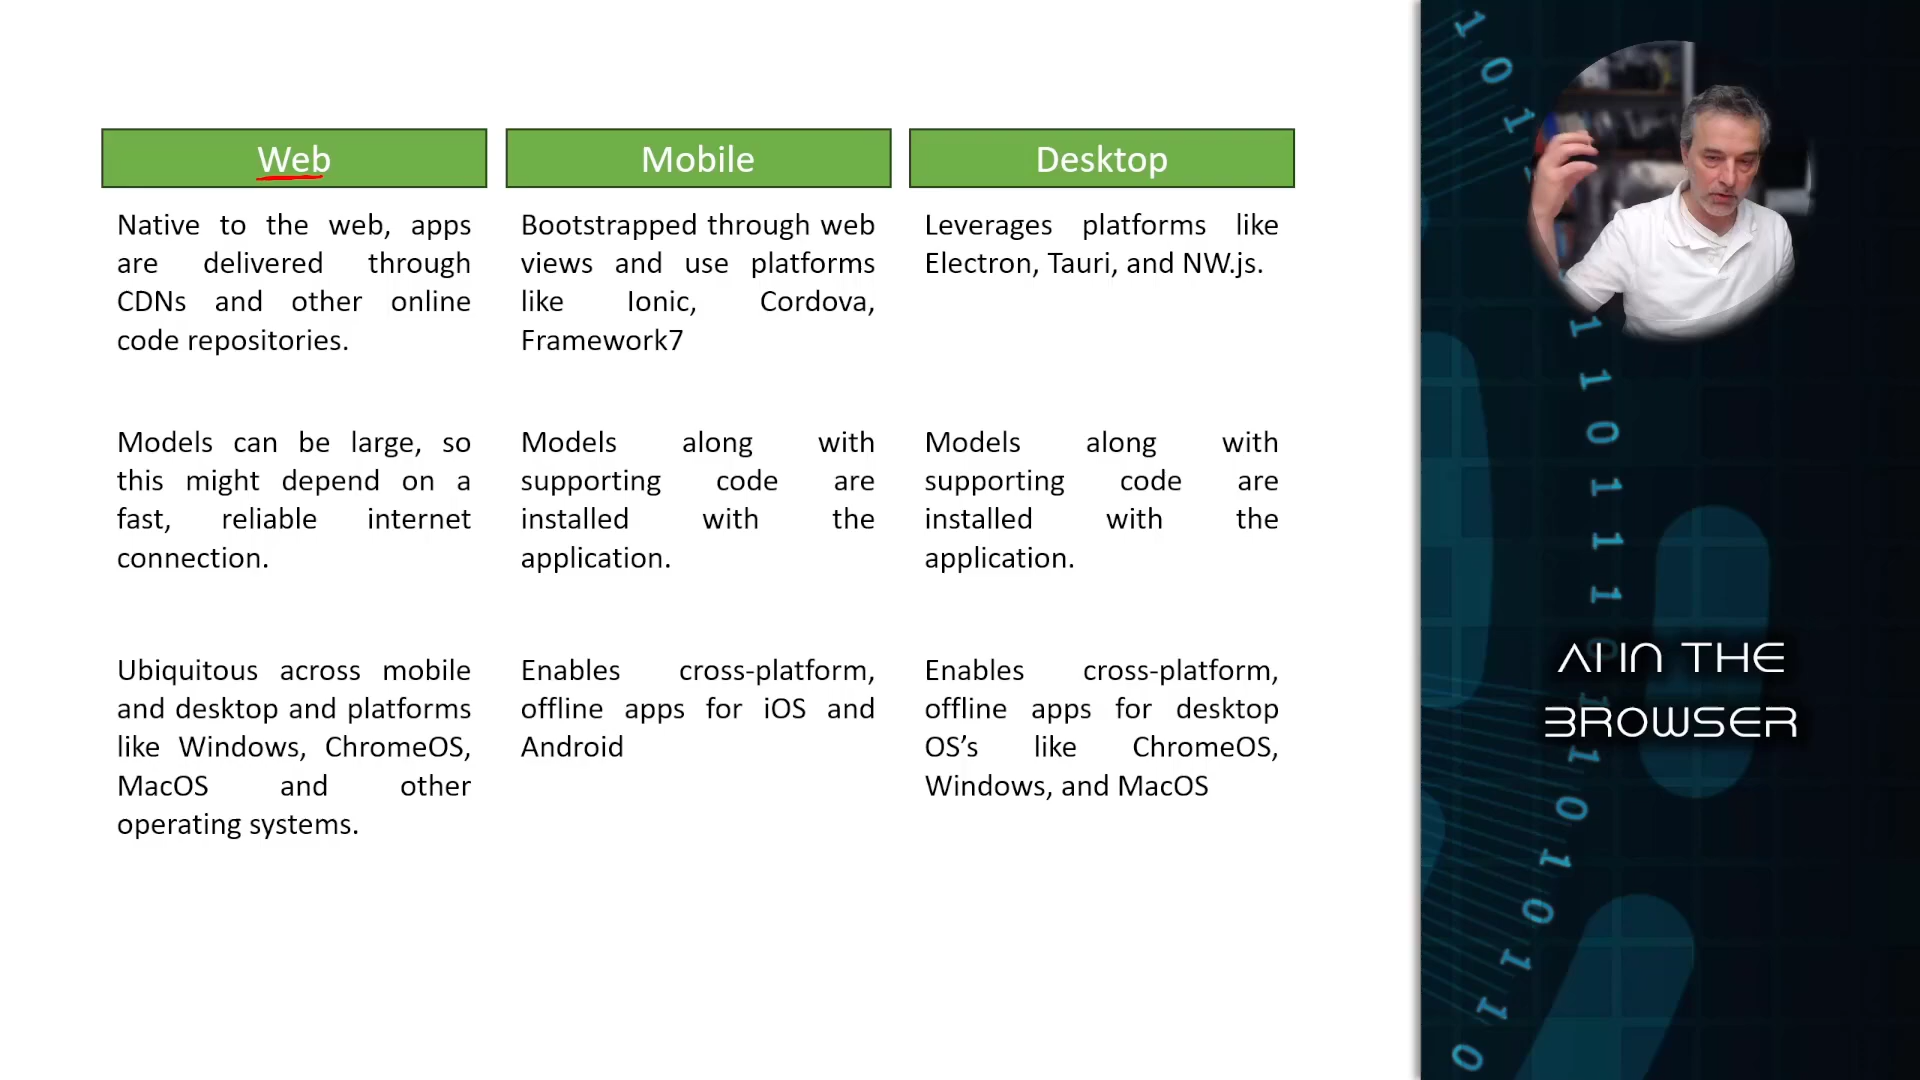 Web
Native to the web, apps
are delivered through
CDNs and other online
code repositories.
Models can be large, so
this might depend on a
fast, reliable internet
connection.
Ubiquitous across mobile
and desktop and platforms
like Windows, ChromeOS,
MacOS and other
operating systems.
Mobile
Bootstrapped through web
views and use platforms
like Ionic, Cordova,
Framework7
Models along with
supporting code are
installed with the
application.
Enables cross-platform,
offline apps for iOS and
Android
Desktop
Leverages platforms like
Electron, Tauri, and NW.js.
Models along with
supporting code are
installed with the
application.
Enables cross-platform,
offline apps for desktop
OS’s like ChromeOS,
Windows, and MacOS
AI IN THE
BROWSER